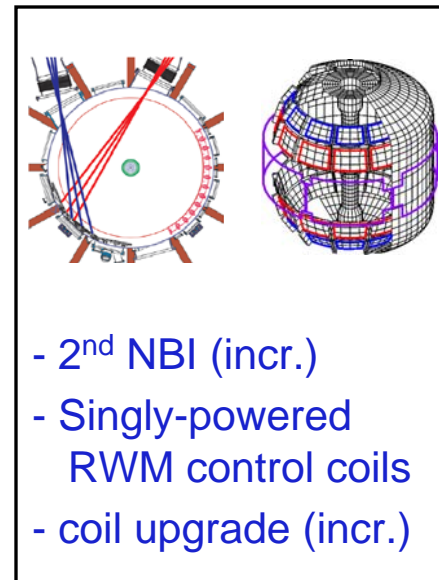 - 2nd NBI (incr.)
- Singly-powered
RWM control coils
- coil upgrade (incr.)